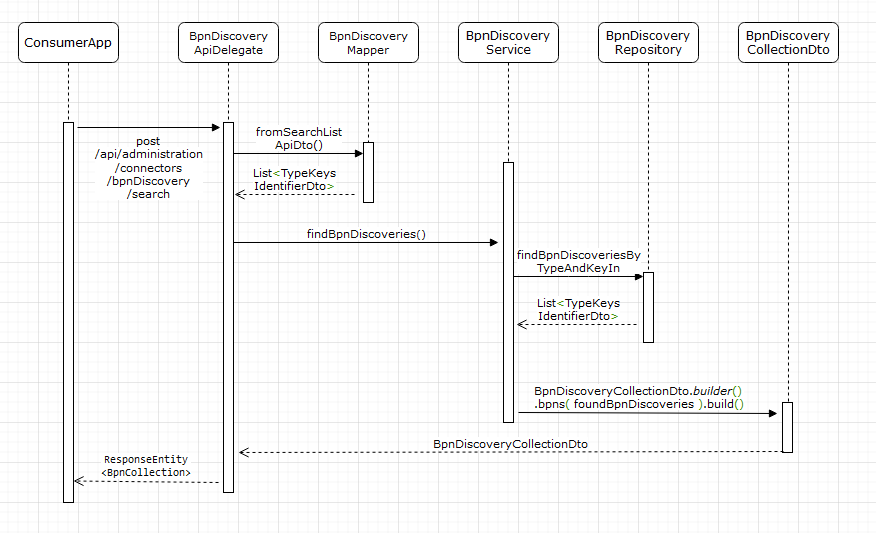 ConsumerApp
BpnDiscovery
ApiDelegate
BpnDiscovery
Mapper
BpnDiscovery
Service
BpnDiscovery
Repository
BpnDiscovery
CollectionDto
post
/api/administration
/connectors
/bpnDiscovery
/search
fromSearchList
ApiDto()
List<TypeKeys
IdentifierDto>
findBpnDiscoveries()
findBpnDiscoveriesBy
TypeAndKeyIn
List<TypeKeys
IdentifierDto>
BpnDiscoveryCollectionDto.builder()
.bpns( foundBpnDiscoveries ).build()
BpnDiscoveryCollectionDto
ResponseEntity
<BpnCollection>